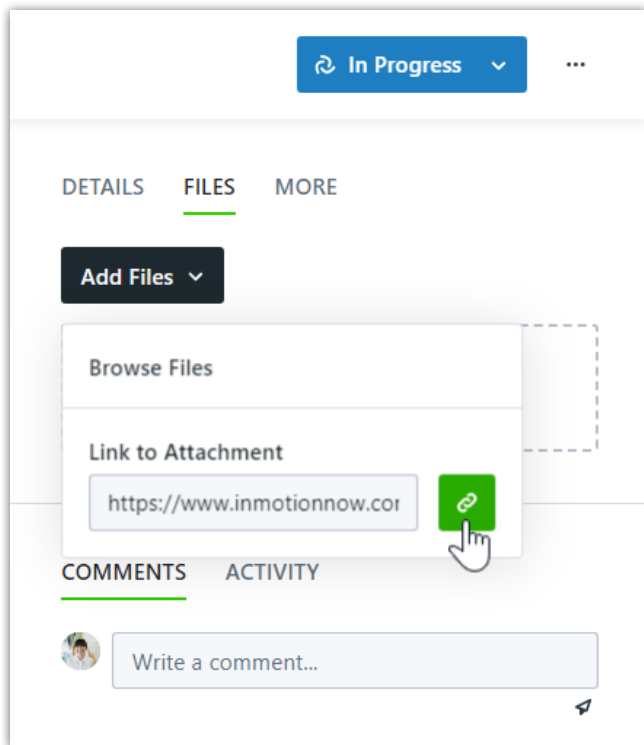 In Progress
DETAILS FILES MORE
Add Files
Browse Files
Link to Attachment
https://www.inmotionnow.cor
COMMENTS ACTIVITY
Write a comment...